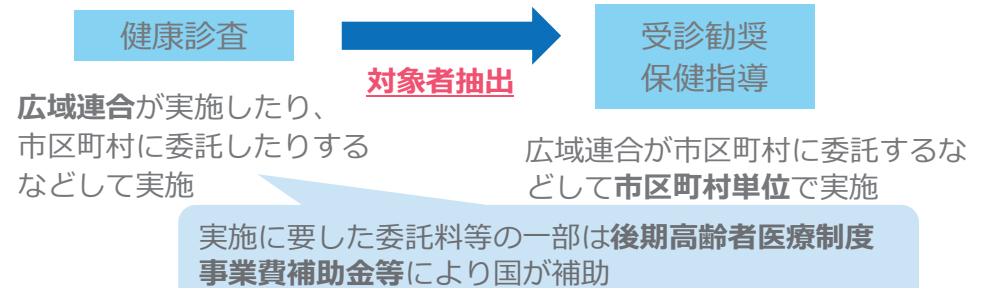 健康診査
対象者抽出
受診勧奨
保健指導
広域連合が実施したり、
市区町村に委託したりする
などして実施
広域連合が市区町村に委託するな
どして市区町村単位で実施
実施に要した委託料等の一部は後期高齢者医療制度
事業費補助金等により国が補助